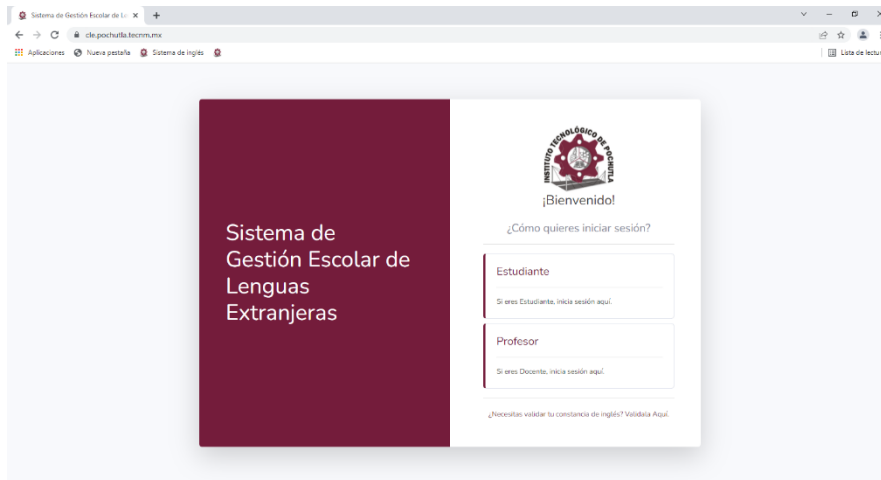 Sistema de Gestión Escolar de Le
cle.pochutla.tecnm.mx
Aplicaciones Nueva pestaña Sistema de inglés
Lista de lectur
INSTITUTO TECNOLÓGICO DE POCHUTLA
¡Bienvenido!
¿Cómo quieres iniciar sesión?
Sistema de
Gestión Escolar de
Lenguas
Extranjeras
Estudiante
Si eres Estudiante, inicia sesión aquí.
Profesor
Si eres Docente, inicia sesión aquí.
¿Necesitas validar tu constancia de inglés? Validala Aquí.